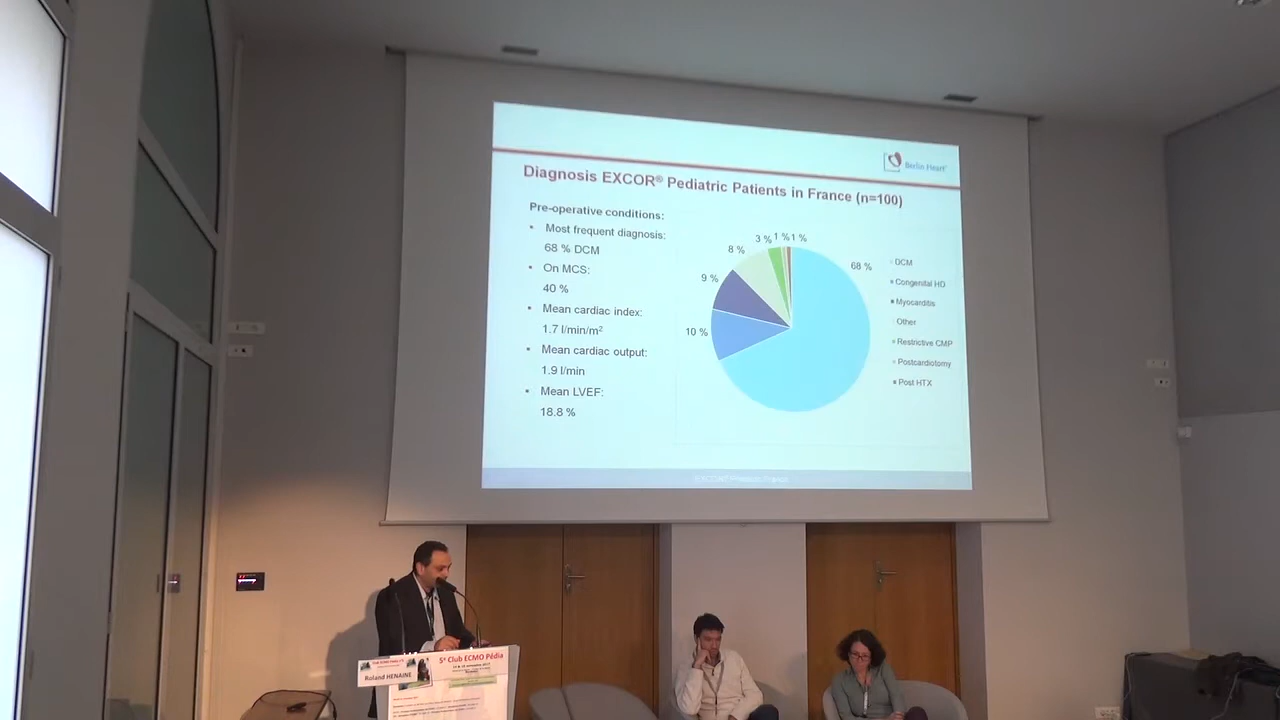 Berlin Heart
Diagnosis EXCOR® Pediatric Patients in France (n=100)
Pre-operative conditions:
• Most frequent diagnosis:
68 % DCM
• On MCS:
40 %
• Mean cardiac index:
1.7 l/min/m²
• Mean cardiac output:
1.9 l/min
• Mean LVEF:
18.8 %
68 %
10 %
9 %
8 %
3 %
1 %
1 %
DCM
Congenital HD
Myocarditis
Other
Restrictive CMP
Postcardiotomy
Post HTX
EXCOR® Pediatric France
Roland HENAINE
5e Club ECMO Pédia